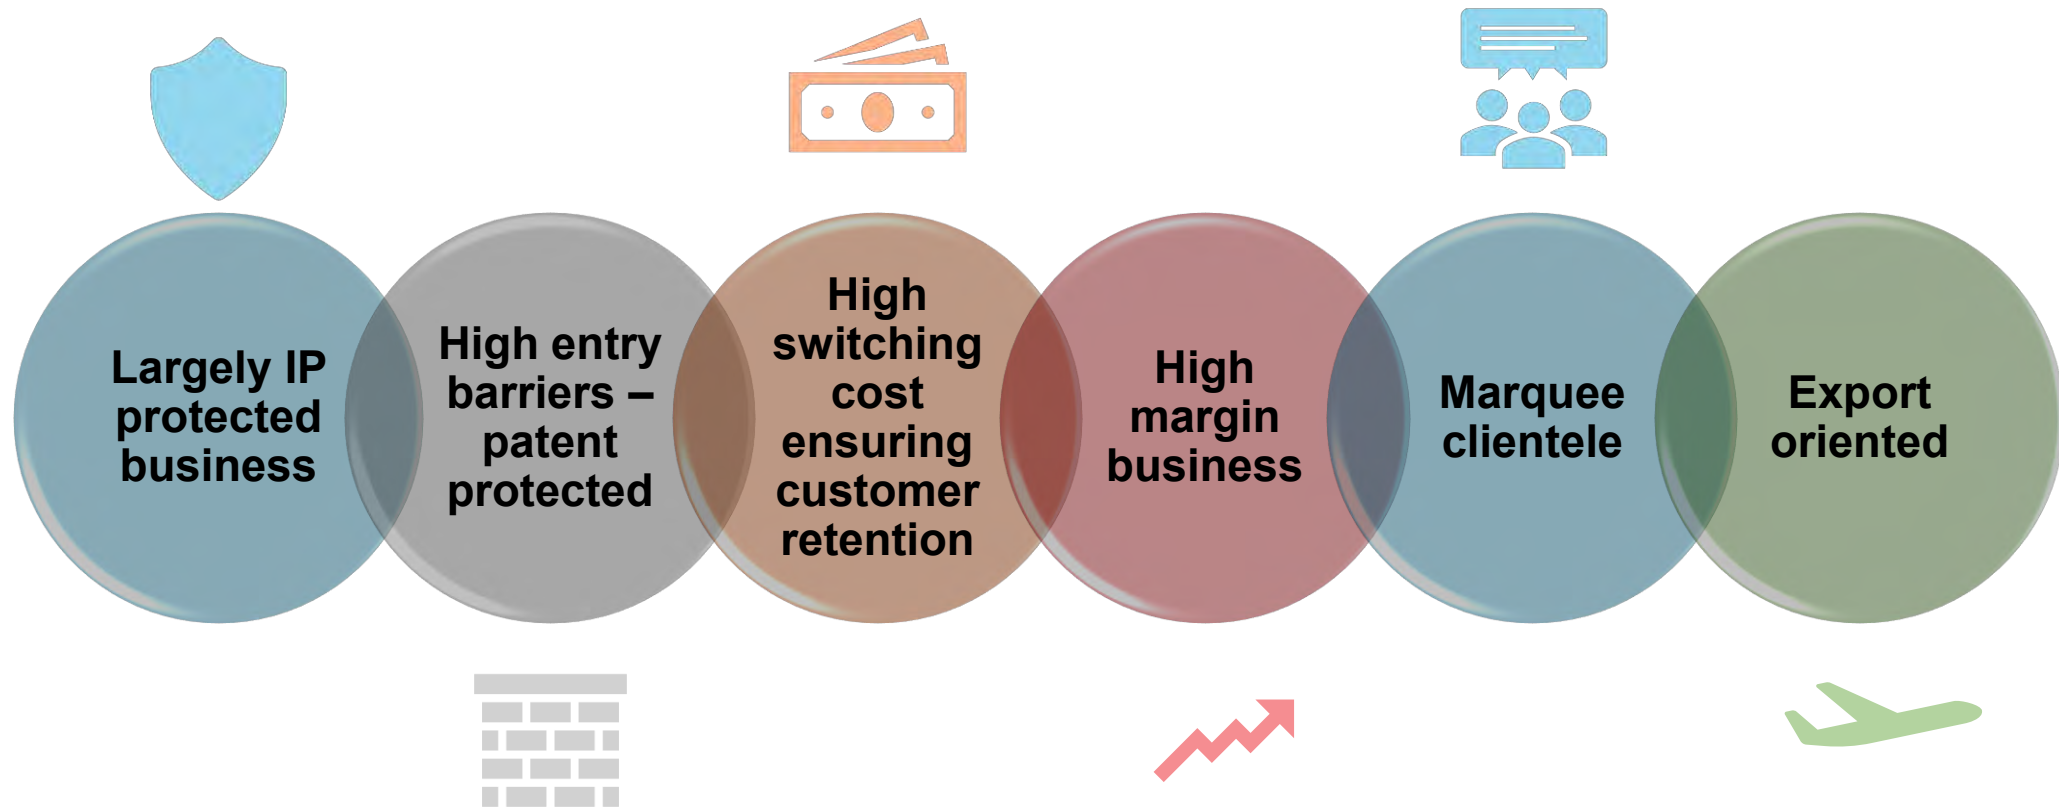 Largely IP
protected
business
High entry
barriers –
patent
protected
High
switching
cost
ensuring
customer
retention
High
margin
business
Marquee
clientele
Export
oriented